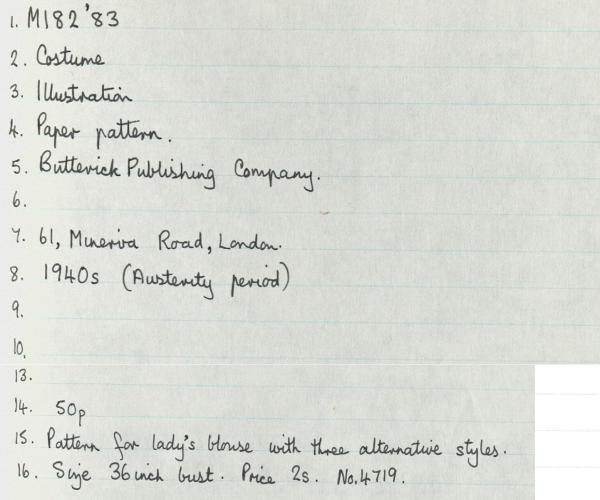 1. M182'83
2. Costume
3. Illustration
4. Paper pattern.
5. Butterick Publishing Company.
6.
7. 61, Minerva Road, London.
8. 1940s (Austerity period)
9.
10.
13.
14. 50p
15. Pattern for lady's blouse with three alternative styles.
16. Size 36 inch bust. Price 2s. No. 4719.